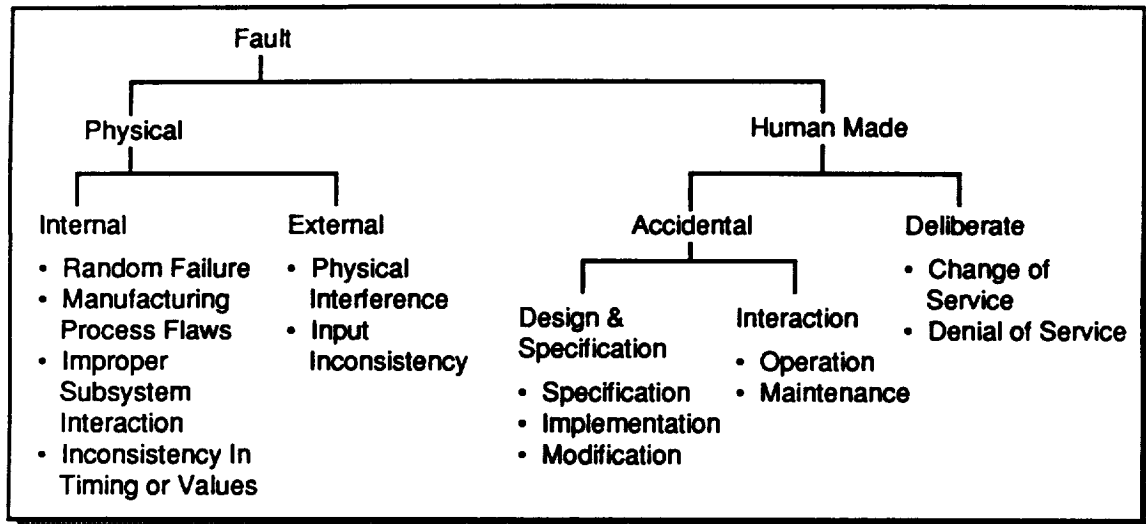 Fault
Physical
Human Made
Internal
• Random Failure
• Manufacturing
Process Flaws
• Improper
Subsystem
Interaction
• Inconsistency In
Timing or Values
External
• Physical
Interference
• Input
Inconsistency
Accidental
Design &
Specification
• Specification
• Implementation
• Modification
Interaction
• Operation
• Maintenance
Deliberate
• Change of
Service
• Denial of Service